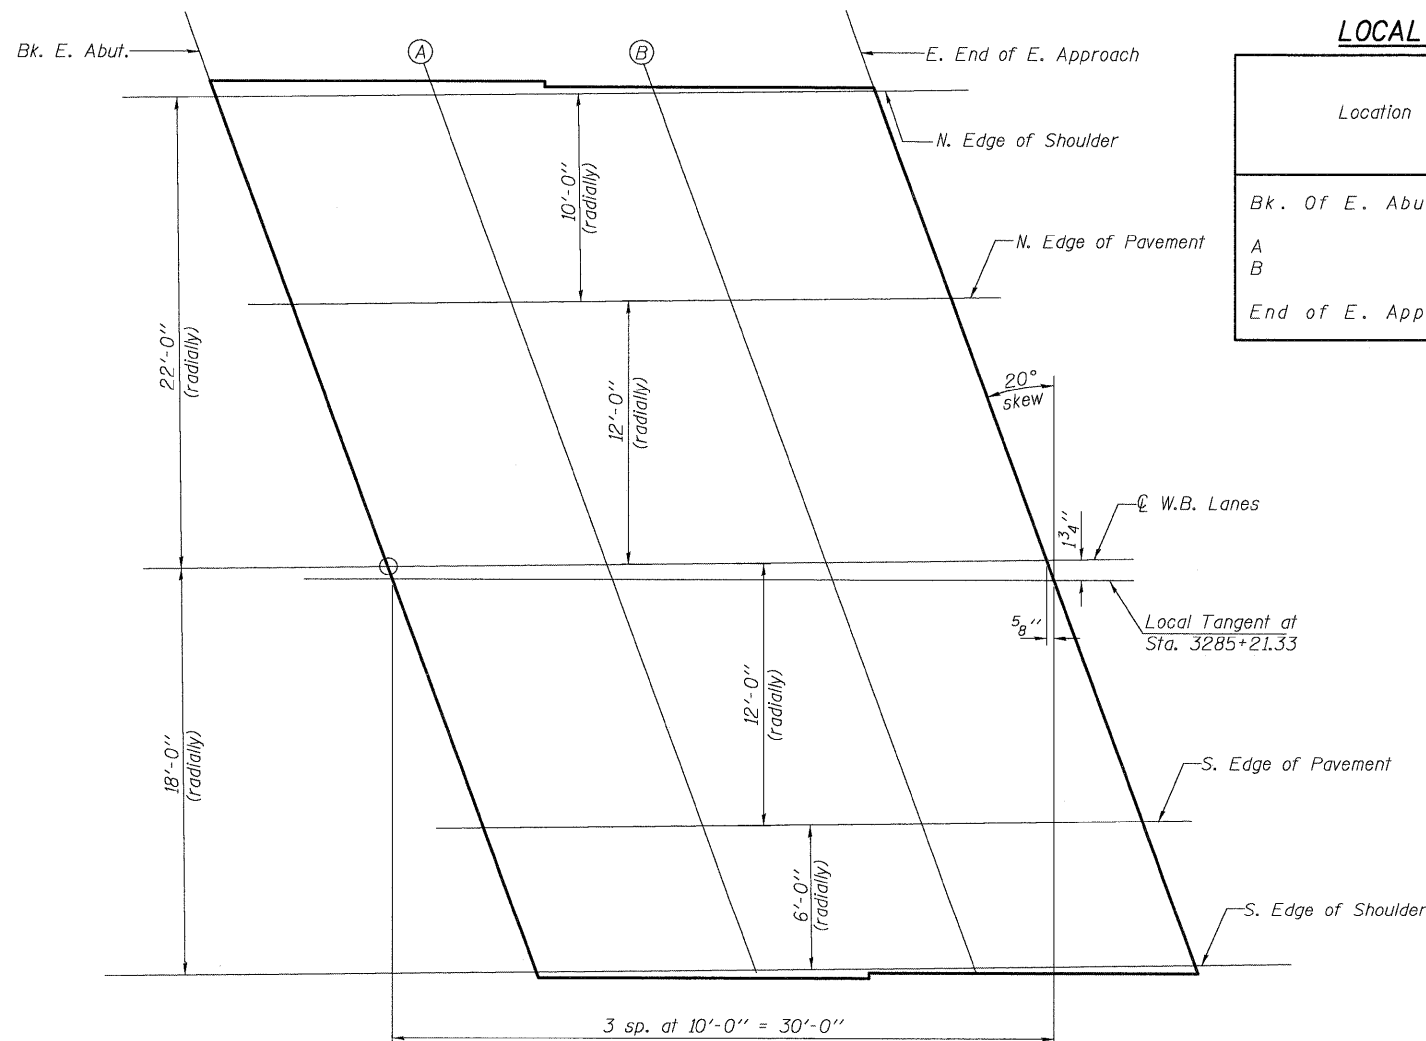 LOCAL
Bk. E. Abut.
A
B
E. End of E. Approach
Location
N. Edge of Shoulder
10'-0"
(radially)
Bk. Of E. Abu
A
B
End of E. App
N. Edge of Pavement
22'-0"
(radially)
12'-0"
(radially)
20°
skew
℄ W.B. Lanes
1 3/4"
5/8"
Local Tangent at
Sta. 3285+21.33
12'-0"
(radially)
18'-0"
(radially)
S. Edge of Pavement
6'-0"
(radially)
S. Edge of Shoulder
3 sp. at 10'-0" = 30'-0"